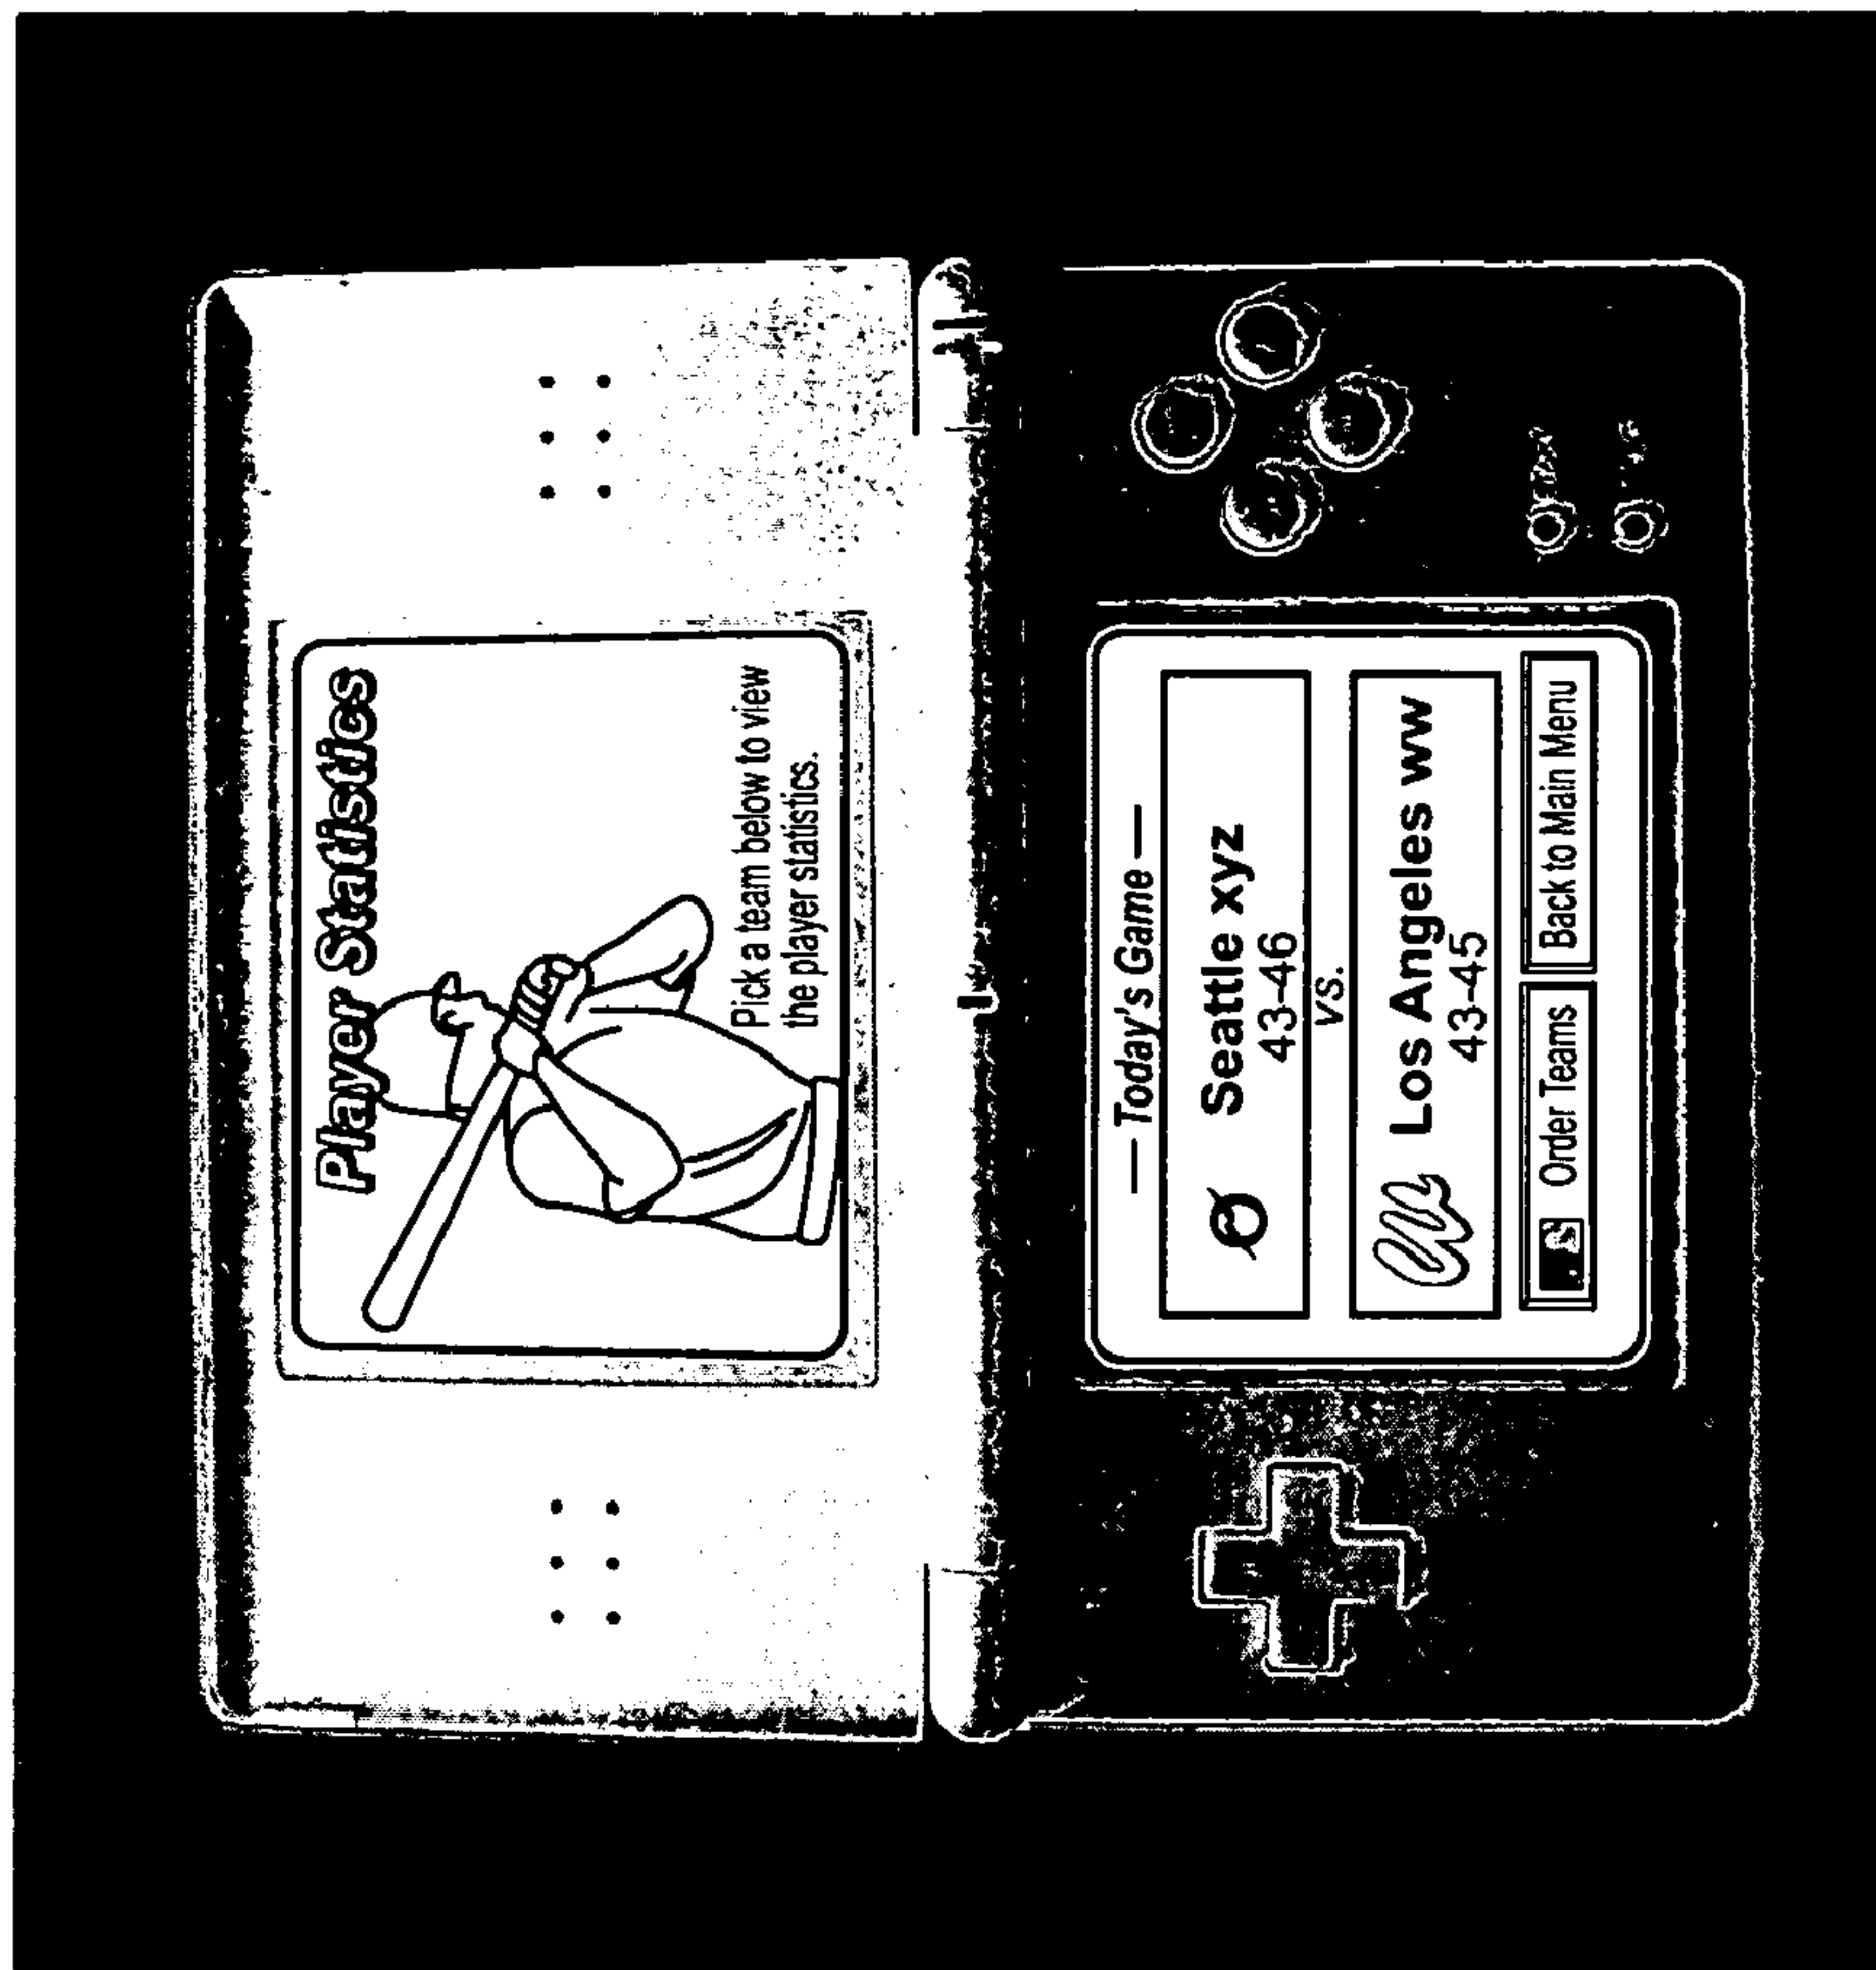 Player Statistics
Pick a team below to view
the player statistics.
— Today's Game —
Seattle xyz
43-46
vs.
Los Angeles ww
43-45
Order Teams
Back to Main Menu